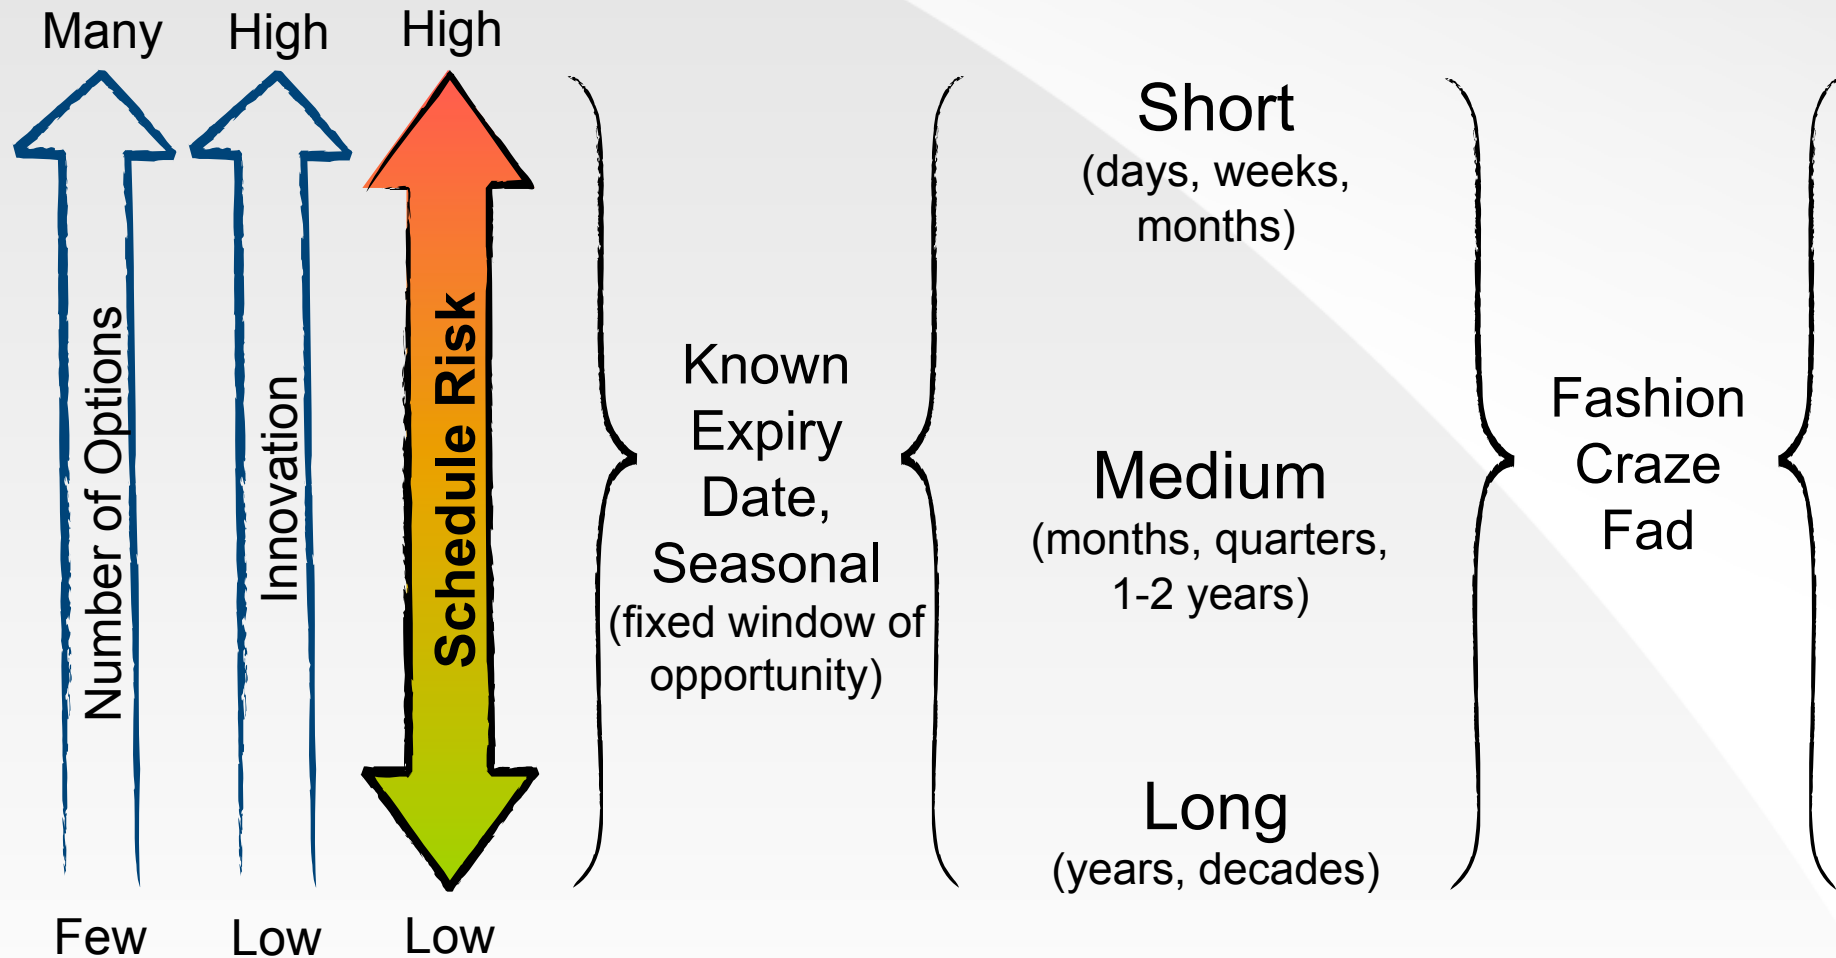 Many
Number of Options
Few
High
Innovation
Low
High
Schedule Risk
Low
Known
Expiry
Date,
Seasonal
(fixed window of
opportunity)
Short
(days, weeks,
months)
Medium
(months, quarters,
1-2 years)
Long
(years, decades)
Fashion
Craze
Fad